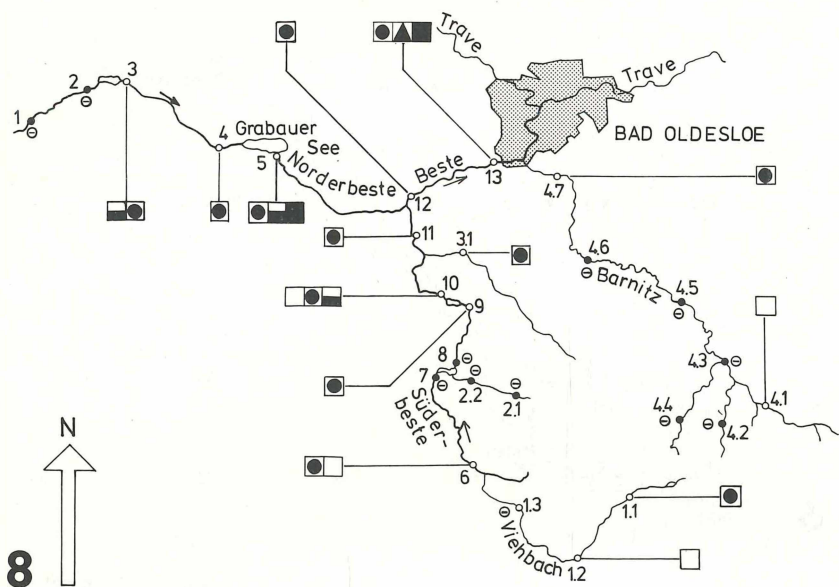 Trave
Trave
BAD OLDESLOE
1
2
3
4
Grabauer
See
5
Norderbeste
Beste
12
13
4.7
11
3.1
4.6
Barnitz
4.5
10
9
8
7
2.2
2.1
4.3
4.1
4.4
4.2
Süder-
beste
N
6
1.3
1.1
Viehbach
1.2
8